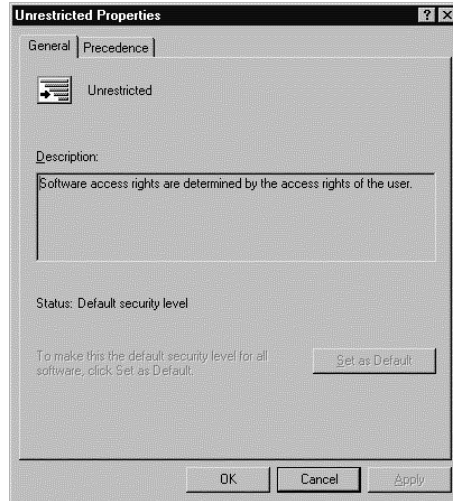 Unrestricted Properties
General Precedence
Unrestricted
Description:
Software access rights are determined by the access rights of the user.
Status: Default security level
To make this the default security level for all
software, click Set as Default.
Set as Default
OK Cancel Apply